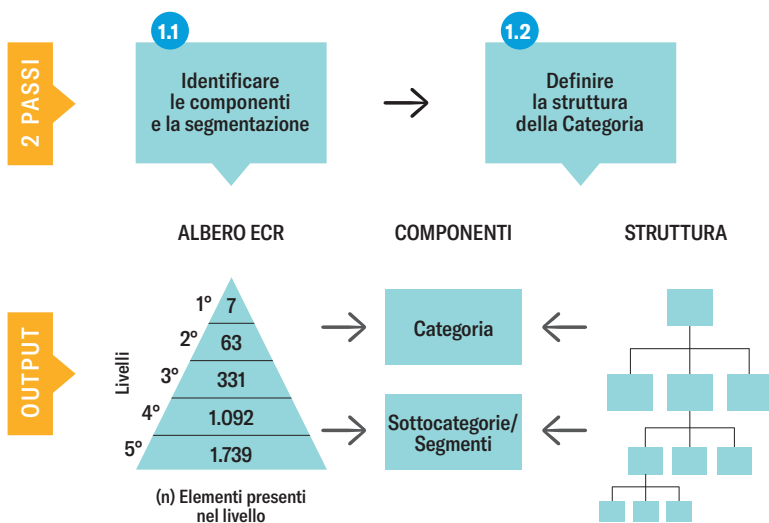 2 PASSI
1.1
Identificare
le componenti
e la segmentazione
1.2
Definire
la struttura
della Categoria
OUTPUT
ALBERO ECR
COMPONENTI
STRUTTURA
Livelli
1° 7
2° 63
3° 331
4° 1.092
5° 1.739
(n) Elementi presenti
nel livello
Categoria
Sottocategorie/
Segmenti